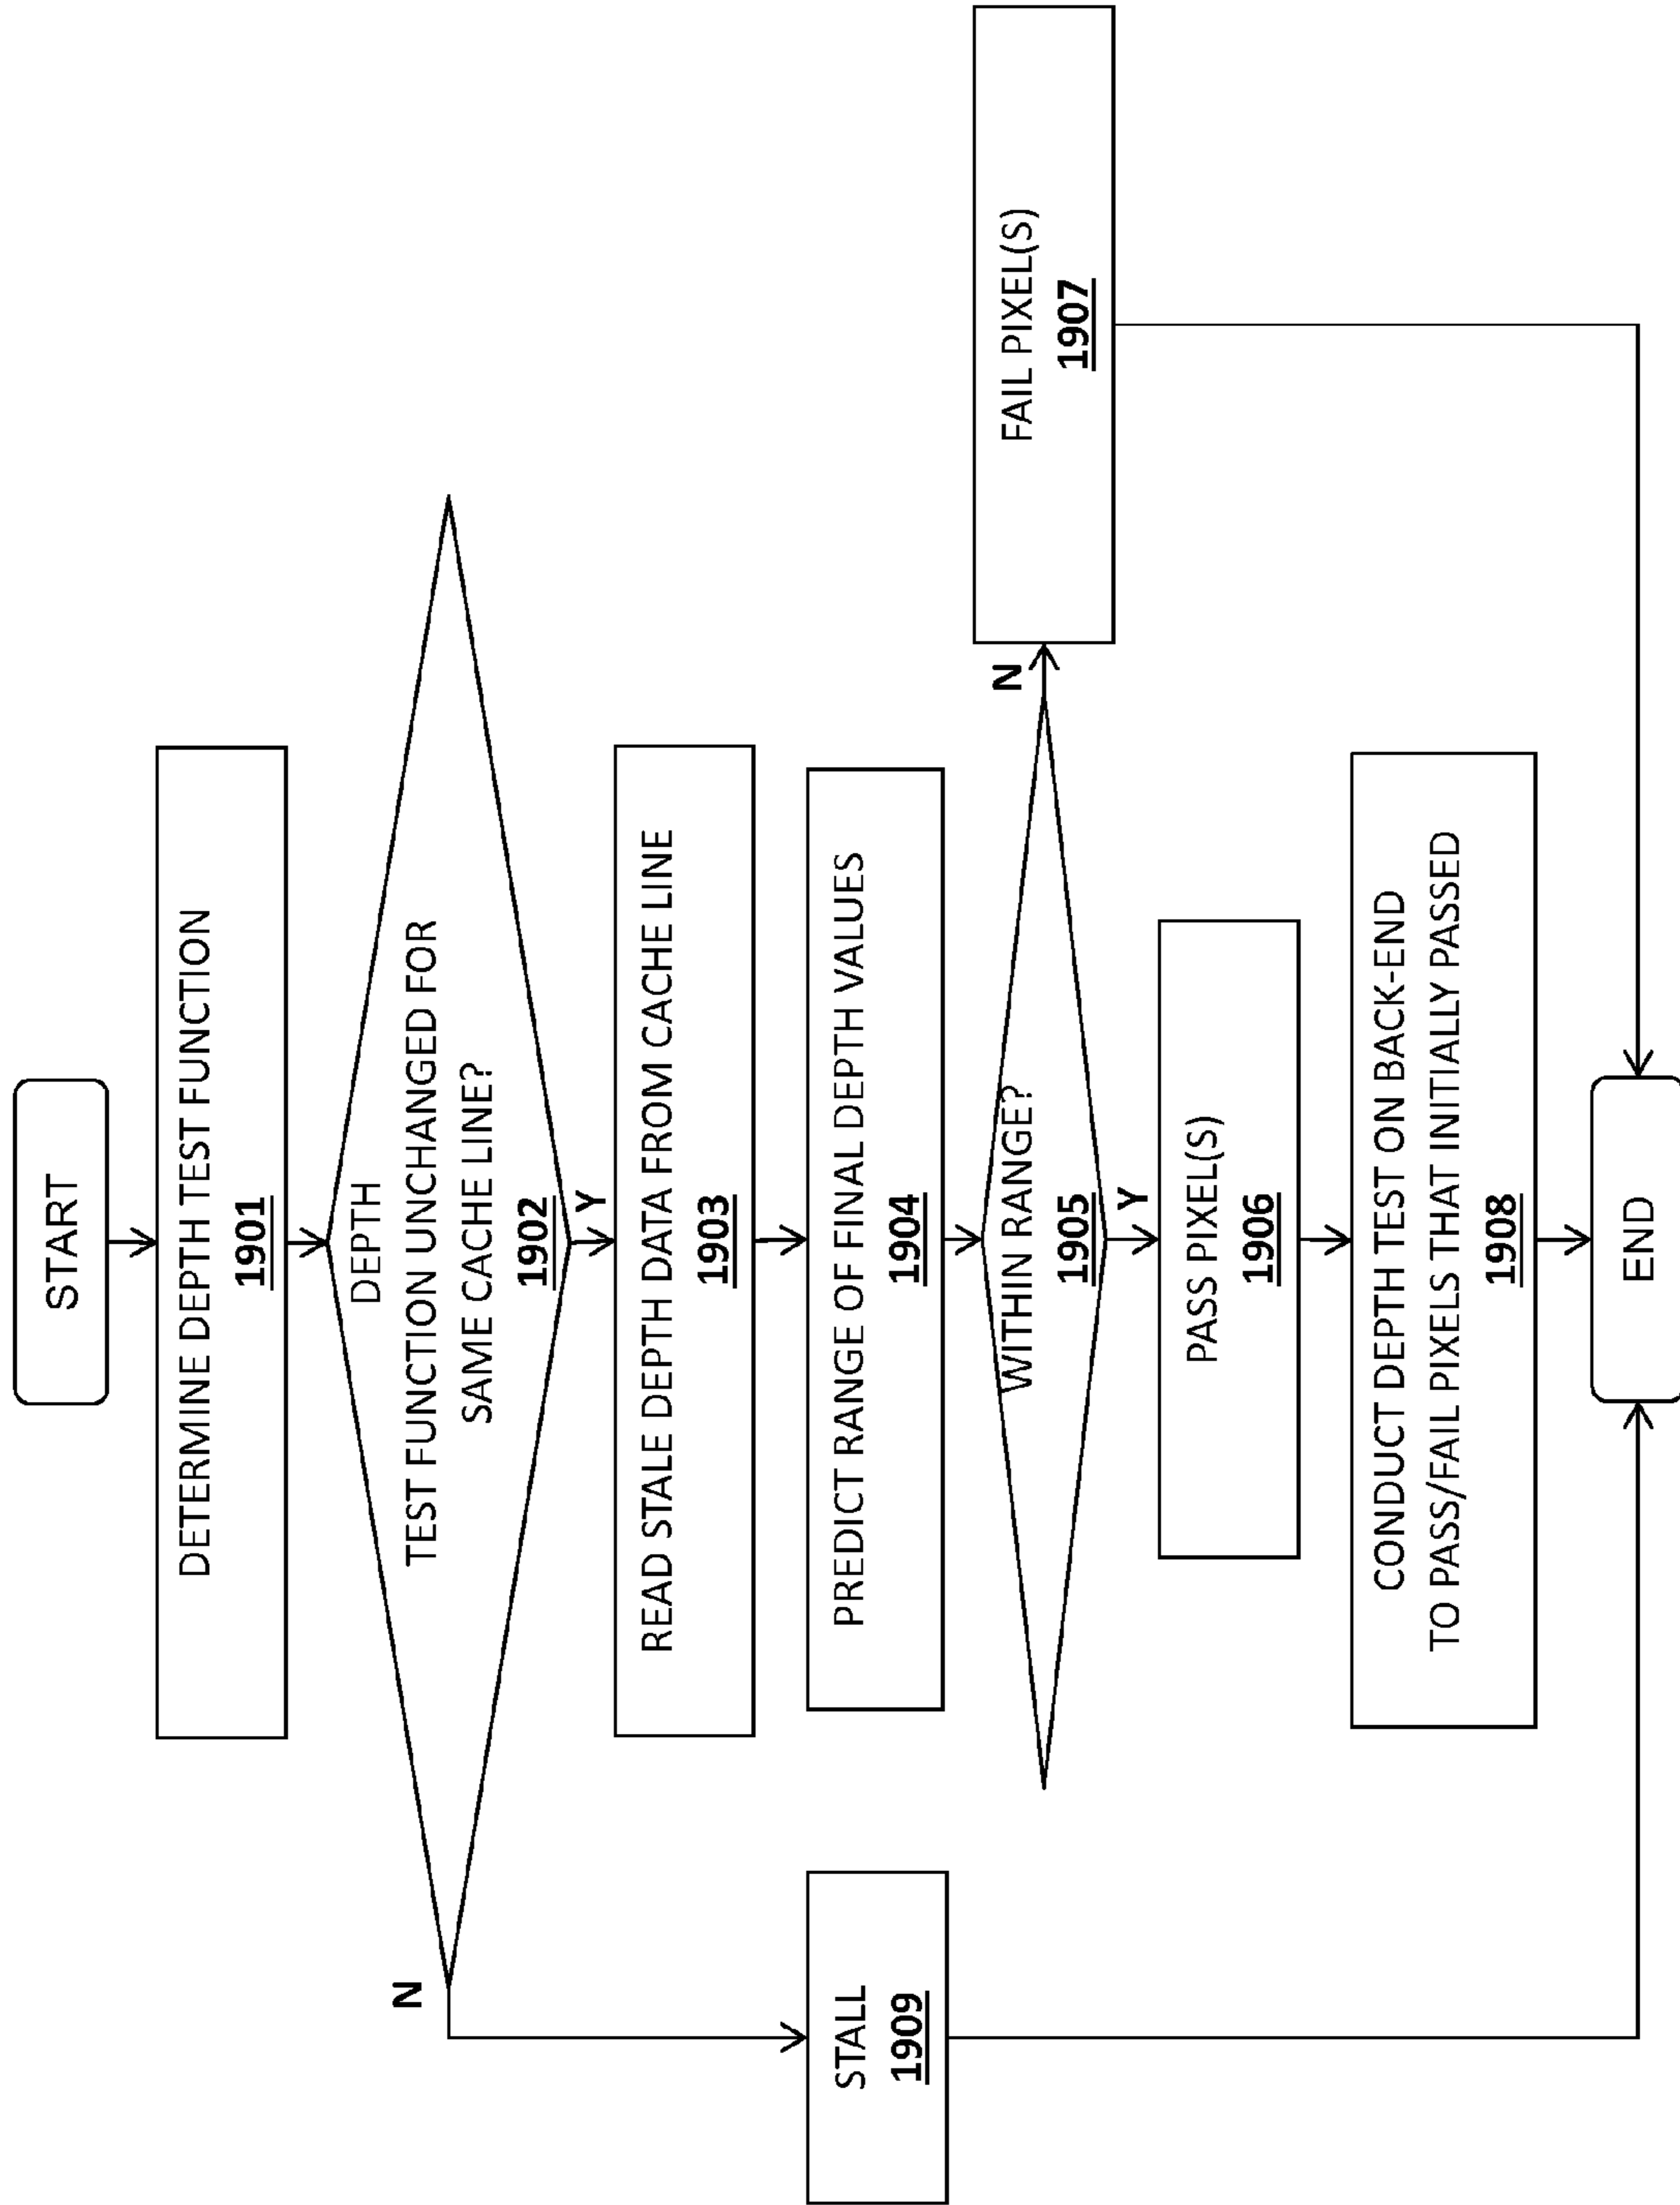 START
DETERMINE DEPTH TEST FUNCTION
1901
DEPTH
TEST FUNCTION UNCHANGED FOR
SAME CACHE LINE?
1902
N
Y
READ STALE DEPTH DATA FROM CACHE LINE
1903
STALL
1909
PREDICT RANGE OF FINAL DEPTH VALUES
1904
WITHIN RANGE?
1905
N
Y
FAIL PIXEL(S)
1907
PASS PIXEL(S)
1906
CONDUCT DEPTH TEST ON BACK-END
TO PASS/FAIL PIXELS THAT INITIALLY PASSED
1908
END